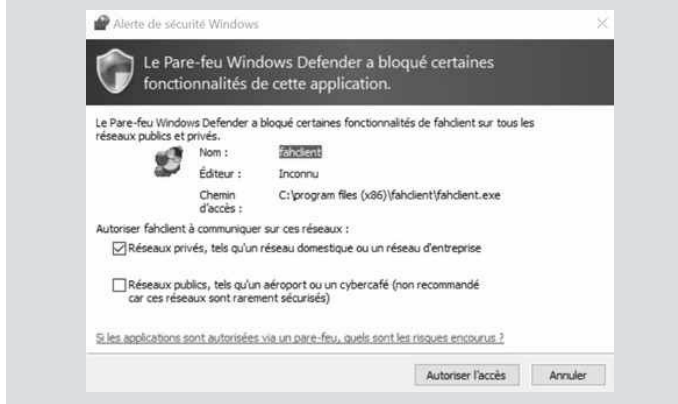 Alerte de sécurité Windows
Le Pare-feu Windows Defender a bloqué certaines
fonctionnalités de cette application.
Le Pare-feu Windows Defender a bloqué certaines fonctionnalités de fahclient sur tous les
réseaux publics et privés.
Nom : fahclient
Éditeur : Inconnu
Chemin C:\program files (x86)\fahclient\fahclient.exe
d'accès :
Autoriser fahclient à communiquer sur ces réseaux :
Réseaux privés, tels qu'un réseau domestique ou un réseau d'entreprise
Réseaux publics, tels qu'un aéroport ou un cybercafé (non recommandé
car ces réseaux sont rarement sécurisés)
Si les applications sont autorisées via un pare-feu, quels sont les risques encourus ?
Autoriser l'accès Annuler